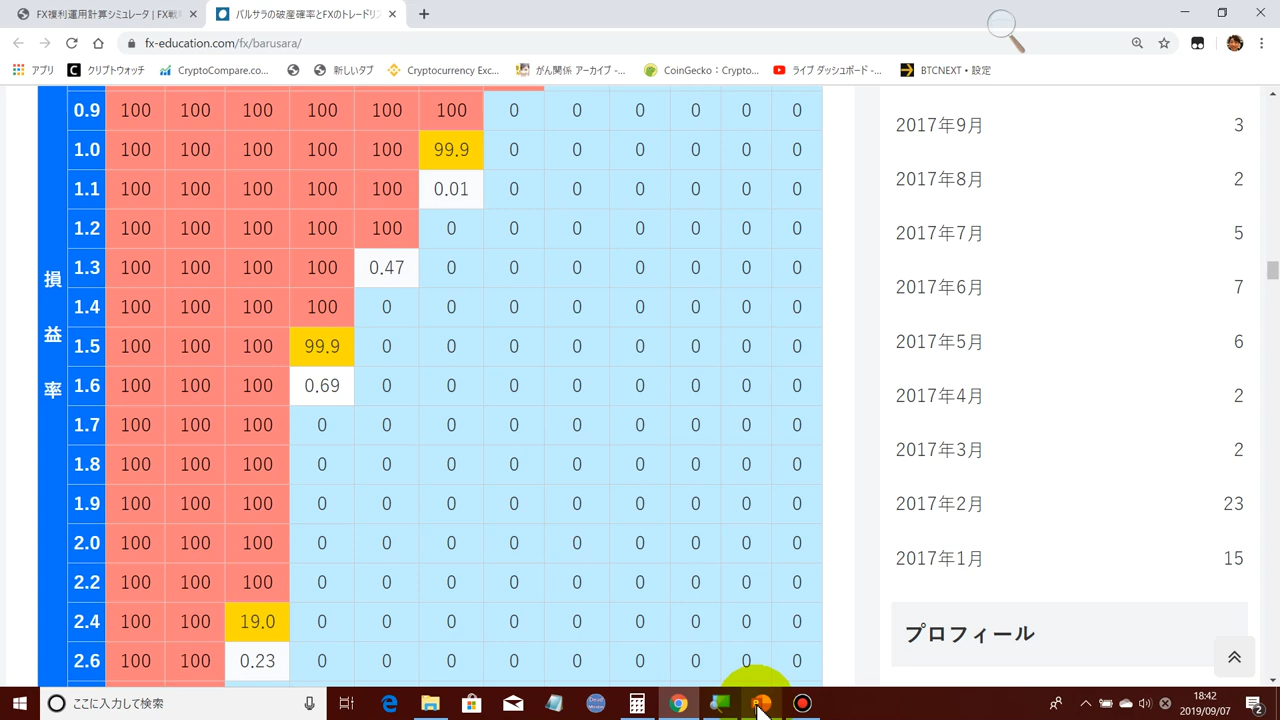 FX複利運用計算シミュレータ | FX戦
バルサラの破産確率とFXのトレードリス
fx-education.com/fx/barusara/
アプリ
クリプトウォッチ
CryptoCompare.co...
新しいタブ
Cryptocurrency Exc...
がん関係 アーカイブ -...
CoinGecko：Crypto...
ライブ ダッシュボード -...
BTCNEXT・設定
損益率
0.9 100 100 100 100 100 100 0 0 0 0 0 0
1.0 100 100 100 100 100 99.9 0 0 0 0 0 0
1.1 100 100 100 100 100 0.01 0 0 0 0 0 0
1.2 100 100 100 100 100 0 0 0 0 0 0 0
1.3 100 100 100 100 0.47 0 0 0 0 0 0 0
1.4 100 100 100 100 0 0 0 0 0 0 0 0
1.5 100 100 100 99.9 0 0 0 0 0 0 0 0
1.6 100 100 100 0.69 0 0 0 0 0 0 0 0
1.7 100 100 100 0 0 0 0 0 0 0 0 0
1.8 100 100 100 0 0 0 0 0 0 0 0 0
1.9 100 100 100 0 0 0 0 0 0 0 0 0
2.0 100 100 100 0 0 0 0 0 0 0 0 0
2.2 100 100 100 0 0 0 0 0 0 0 0 0
2.4 100 100 19.0 0 0 0 0 0 0 0 0 0
2.6 100 100 0.23 0 0 0 0 0 0 0 0 0
2017年9月 3
2017年8月 2
2017年7月 5
2017年6月 7
2017年5月 6
2017年4月 2
2017年3月 2
2017年2月 23
2017年1月 15
プロフィール
ここに入力して検索
18:42
2019/09/07
2